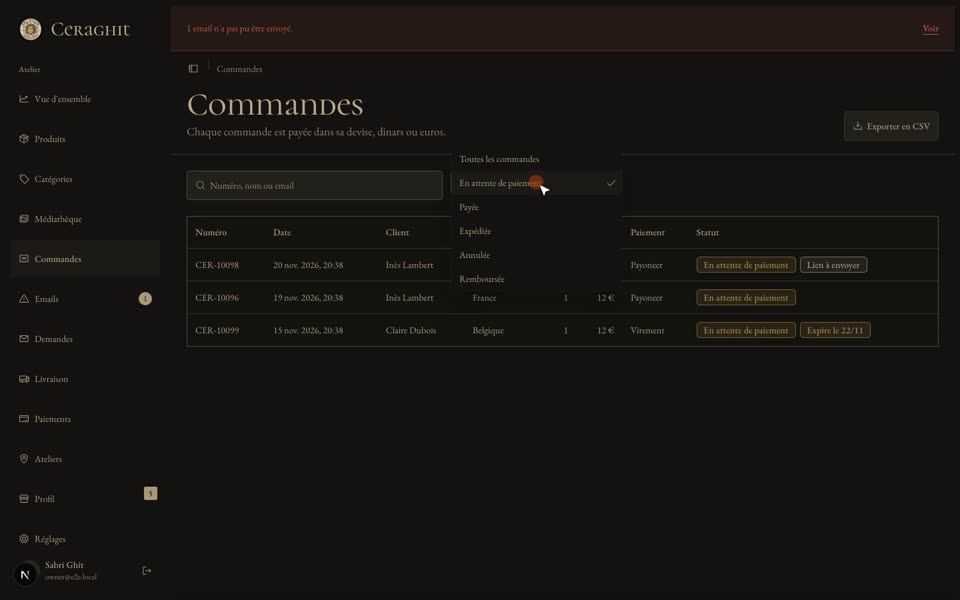 Ceraghit
Atelier
Vue d'ensemble
Produits
Catégories
Médiathèque
Commandes
Emails 1
Demandes
Livraison
Paiements
Ateliers
Profil 5
Réglages
N
Sabri Ghit
owner@e2e.local
1 email n'a pas pu être envoyé. Voir
Commandes
Commandes
Chaque commande est payée dans sa devise, dinars ou euros.
Exporter en CSV
Numéro, nom ou email
Toutes les commandes
En attente de paiement
Payée
Expédiée
Annulée
Remboursée
Numéro Date Client Paiement Statut
CER-10098 20 nov. 2026, 20:38 Inès Lambert Payoneer En attente de paiement Lien à envoyer
CER-10096 19 nov. 2026, 20:38 Inès Lambert France 1 12 € Payoneer En attente de paiement
CER-10099 15 nov. 2026, 20:38 Claire Dubois Belgique 1 12 € Virement En attente de paiement Expire le 22/11